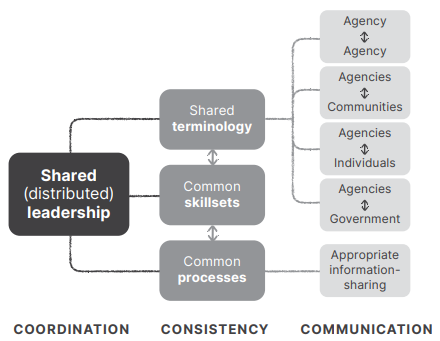 Shared
(distributed)
leadership
Shared
terminology
Common
skillsets
Common
processes
Agency
Agency
Agencies
Communities
Agencies
Individuals
Agencies
Government
Appropriate
information-
sharing
COORDINATION
CONSISTENCY
COMMUNICATION